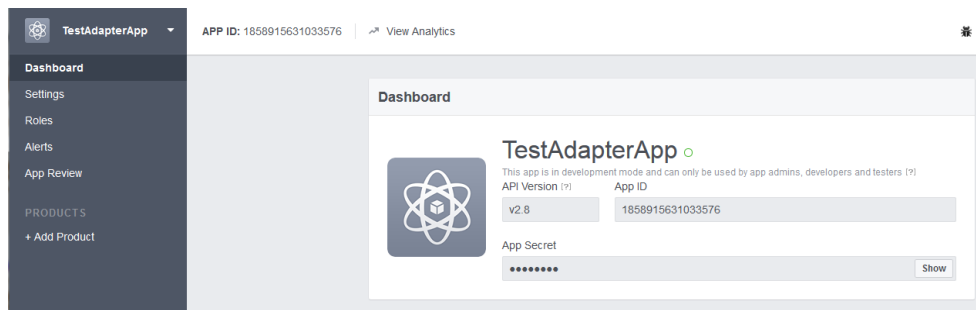 TestAdapterApp
APP ID: 1858915631033576
View Analytics
Dashboard
Settings
Roles
Alerts
App Review
PRODUCTS
+ Add Product
Dashboard
TestAdapterApp
This app is in development mode and can only be used by app admins, developers and testers [?]
API Version [?]
App ID
v2.8
1858915631033576
App Secret
••••••••
Show